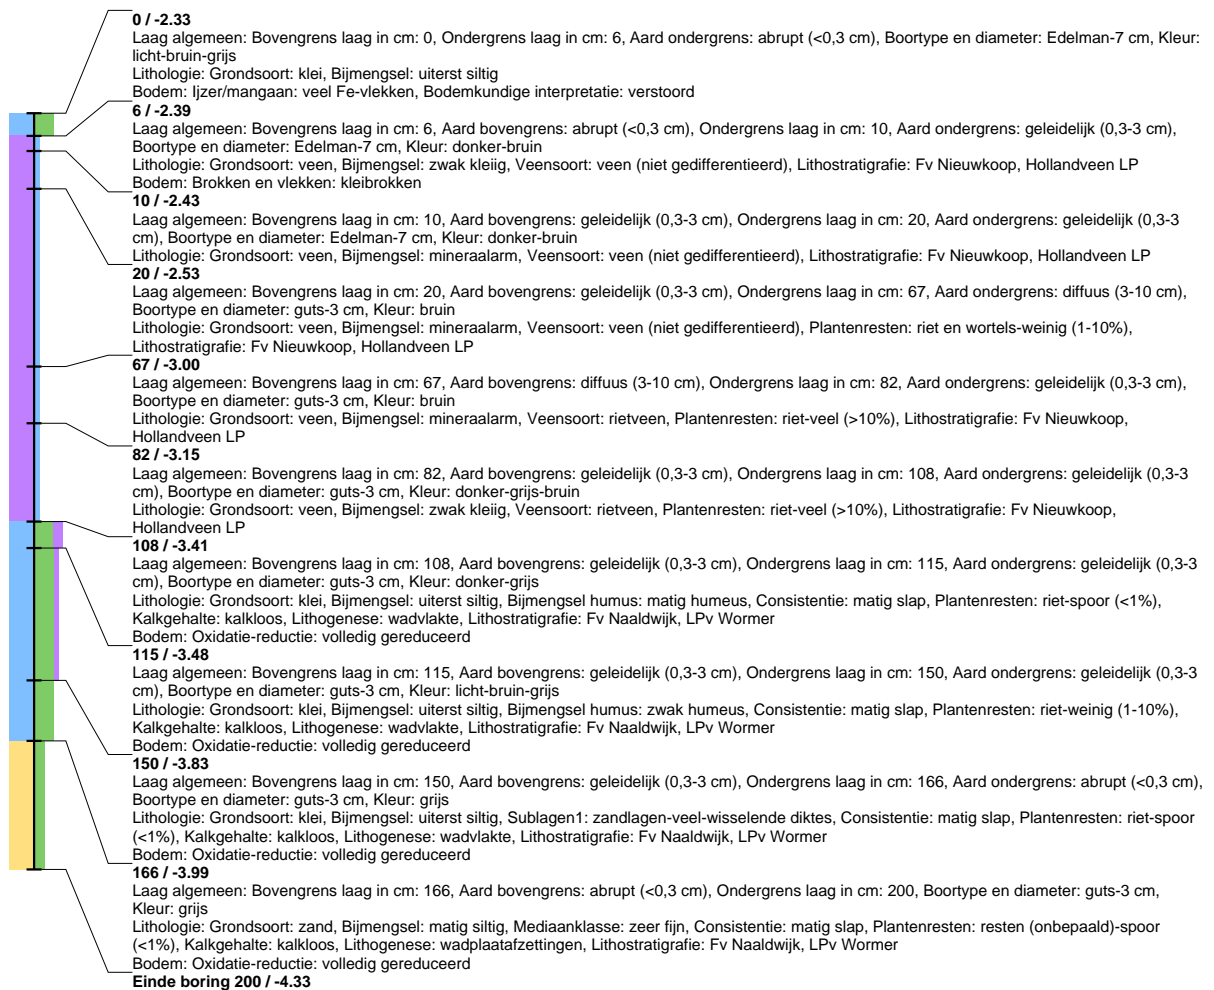 0 / -2.33
Laag algemeen: Bovengrens laag in cm: 0, Ondergrens laag in cm: 6, Aard ondergrens: abrupt (<0,3 cm), Boortype en diameter: Edelman-7 cm, Kleur:
licht-bruin-grijs
Lithologie: Grondsoort: klei, Bijmengsel: uiterst siltig
Bodem: Ijzer/mangaan: veel Fe-vlekken, Bodemkundige interpretatie: verstoord
6 / -2.39
Laag algemeen: Bovengrens laag in cm: 6, Aard bovengrens: abrupt (<0,3 cm), Ondergrens laag in cm: 10, Aard ondergrens: geleidelijk (0,3-3 cm),
Boortype en diameter: Edelman-7 cm, Kleur: donker-bruin
Lithologie: Grondsoort: veen, Bijmengsel: zwak kleiig, Veensoort: veen (niet gedifferentieerd), Lithostratigrafie: Fv Nieuwkoop, Hollandveen LP
Bodem: Brokken en vlekken: kleibrokken
10 / -2.43
Laag algemeen: Bovengrens laag in cm: 10, Aard bovengrens: geleidelijk (0,3-3 cm), Ondergrens laag in cm: 20, Aard ondergrens: geleidelijk (0,3-3
cm), Boortype en diameter: Edelman-7 cm, Kleur: donker-bruin
Lithologie: Grondsoort: veen, Bijmengsel: mineraalarm, Veensoort: veen (niet gedifferentieerd), Lithostratigrafie: Fv Nieuwkoop, Hollandveen LP
20 / -2.53
Laag algemeen: Bovengrens laag in cm: 20, Aard bovengrens: geleidelijk (0,3-3 cm), Ondergrens laag in cm: 67, Aard ondergrens: diffuus (3-10 cm),
Boortype en diameter: guts-3 cm, Kleur: bruin
Lithologie: Grondsoort: veen, Bijmengsel: mineraalarm, Veensoort: veen (niet gedifferentieerd), Plantenresten: riet en wortels-weinig (1-10%),
Lithostratigrafie: Fv Nieuwkoop, Hollandveen LP
67 / -3.00
Laag algemeen: Bovengrens laag in cm: 67, Aard bovengrens: diffuus (3-10 cm), Ondergrens laag in cm: 82, Aard ondergrens: geleidelijk (0,3-3 cm),
Boortype en diameter: guts-3 cm, Kleur: bruin
Lithologie: Grondsoort: veen, Bijmengsel: mineraalarm, Veensoort: rietveen, Plantenresten: riet-veel (>10%), Lithostratigrafie: Fv Nieuwkoop,
Hollandveen LP
82 / -3.15
Laag algemeen: Bovengrens laag in cm: 82, Aard bovengrens: geleidelijk (0,3-3 cm), Ondergrens laag in cm: 108, Aard ondergrens: geleidelijk (0,3-3
cm), Boortype en diameter: guts-3 cm, Kleur: donker-grijs-bruin
Lithologie: Grondsoort: veen, Bijmengsel: zwak kleiig, Veensoort: rietveen, Plantenresten: riet-veel (>10%), Lithostratigrafie: Fv Nieuwkoop,
Hollandveen LP
108 / -3.41
Laag algemeen: Bovengrens laag in cm: 108, Aard bovengrens: geleidelijk (0,3-3 cm), Ondergrens laag in cm: 115, Aard ondergrens: geleidelijk (0,3-3
cm), Boortype en diameter: guts-3 cm, Kleur: donker-grijs
Lithologie: Grondsoort: klei, Bijmengsel: uiterst siltig, Bijmengsel humus: matig humeus, Consistentie: matig slap, Plantenresten: riet-spoor (<1%),
Kalkgehalte: kalkloos, Lithogenese: wadvlakte, Lithostratigrafie: Fv Naaldwijk, LPv Wormer
Bodem: Oxidatie-reductie: volledig gereduceerd
115 / -3.48
Laag algemeen: Bovengrens laag in cm: 115, Aard bovengrens: geleidelijk (0,3-3 cm), Ondergrens laag in cm: 150, Aard ondergrens: geleidelijk (0,3-3
cm), Boortype en diameter: guts-3 cm, Kleur: licht-bruin-grijs
Lithologie: Grondsoort: klei, Bijmengsel: uiterst siltig, Bijmengsel humus: zwak humeus, Consistentie: matig slap, Plantenresten: riet-weinig (1-10%),
Kalkgehalte: kalkloos, Lithogenese: wadvlakte, Lithostratigrafie: Fv Naaldwijk, LPv Wormer
Bodem: Oxidatie-reductie: volledig gereduceerd
150 / -3.83
Laag algemeen: Bovengrens laag in cm: 150, Aard bovengrens: geleidelijk (0,3-3 cm), Ondergrens laag in cm: 166, Aard ondergrens: abrupt (<0,3 cm),
Boortype en diameter: guts-3 cm, Kleur: grijs
Lithologie: Grondsoort: klei, Bijmengsel: uiterst siltig, Sublagen1: zandlagen-veel-wisselende diktes, Consistentie: matig slap, Plantenresten: riet-spoor
(<1%), Kalkgehalte: kalkloos, Lithogenese: wadvlakte, Lithostratigrafie: Fv Naaldwijk, LPv Wormer
Bodem: Oxidatie-reductie: volledig gereduceerd
166 / -3.99
Laag algemeen: Bovengrens laag in cm: 166, Aard bovengrens: abrupt (<0,3 cm), Ondergrens laag in cm: 200, Boortype en diameter: guts-3 cm,
Kleur: grijs
Lithologie: Grondsoort: zand, Bijmengsel: matig siltig, Mediaanklasse: zeer fijn, Consistentie: matig slap, Plantenresten: resten (onbepaald)-spoor
(<1%), Kalkgehalte: kalkloos, Lithogenese: wadplaatafzettingen, Lithostratigrafie: Fv Naaldwijk, LPv Wormer
Bodem: Oxidatie-reductie: volledig gereduceerd
Einde boring 200 / -4.33